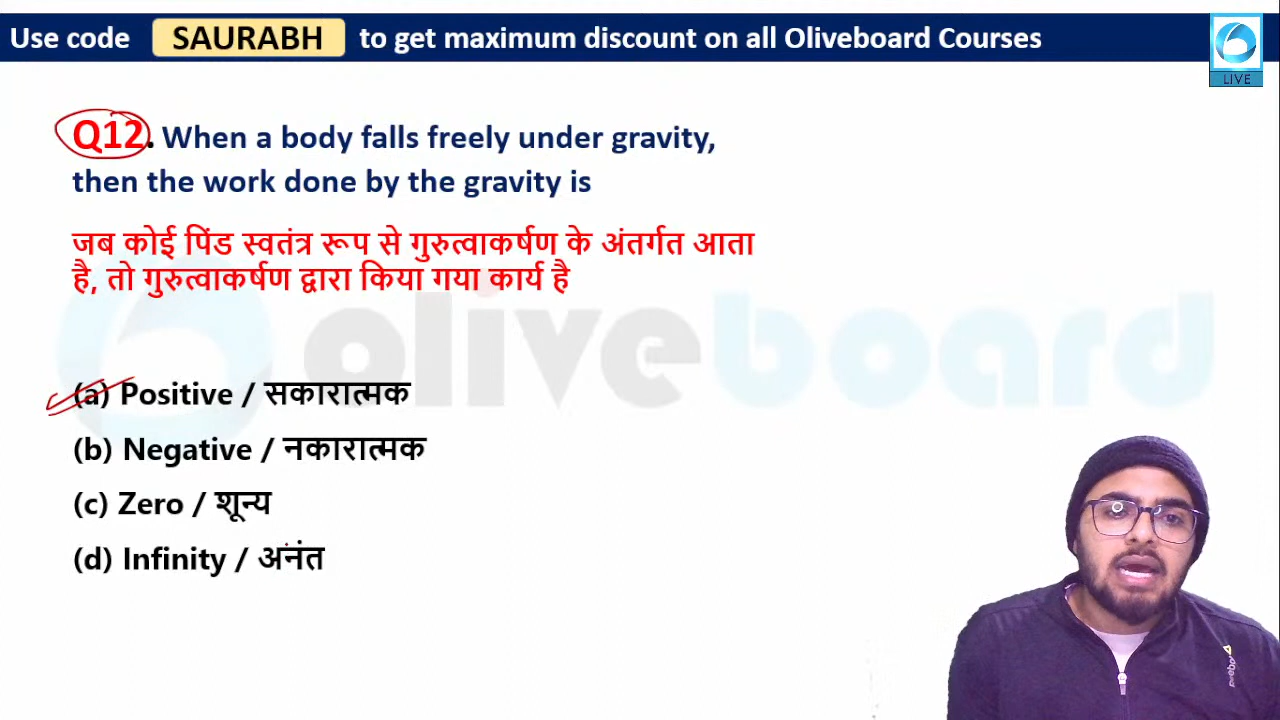 Use code SAURABH to get maximum discount on all Oliveboard Courses
LIVE
Q12. When a body falls freely under gravity,
then the work done by the gravity is
जब कोई पिंड स्वतंत्र रूप से गुरुत्वाकर्षण के अंतर्गत आता
है, तो गुरुत्वाकर्षण द्वारा किया गया कार्य है
oliveboard
(a) Positive / सकारात्मक
(b) Negative / नकारात्मक
(c) Zero / शून्य
(d) Infinity / अनंत